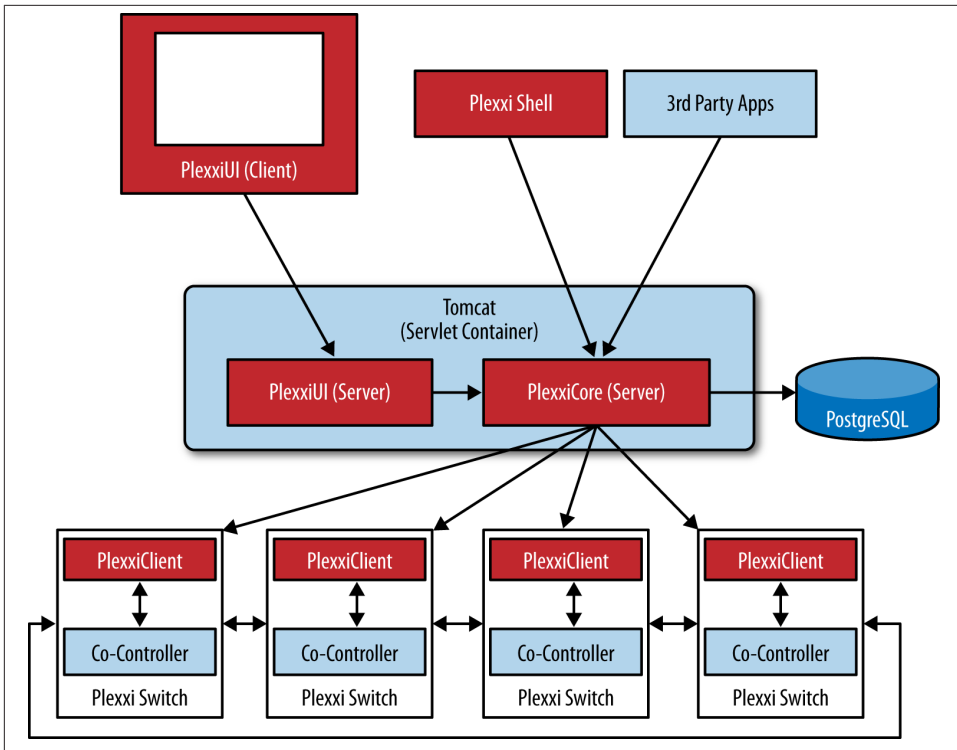 PlexxiUI (Client)
Plexxi Shell
3rd Party Apps
Tomcat
(Servlet Container)
PlexxiUI (Server)
PlexxiCore (Server)
PostgreSQL
PlexxiClient
Co-Controller
Plexxi Switch
PlexxiClient
Co-Controller
Plexxi Switch
PlexxiClient
Co-Controller
Plexxi Switch
PlexxiClient
Co-Controller
Plexxi Switch